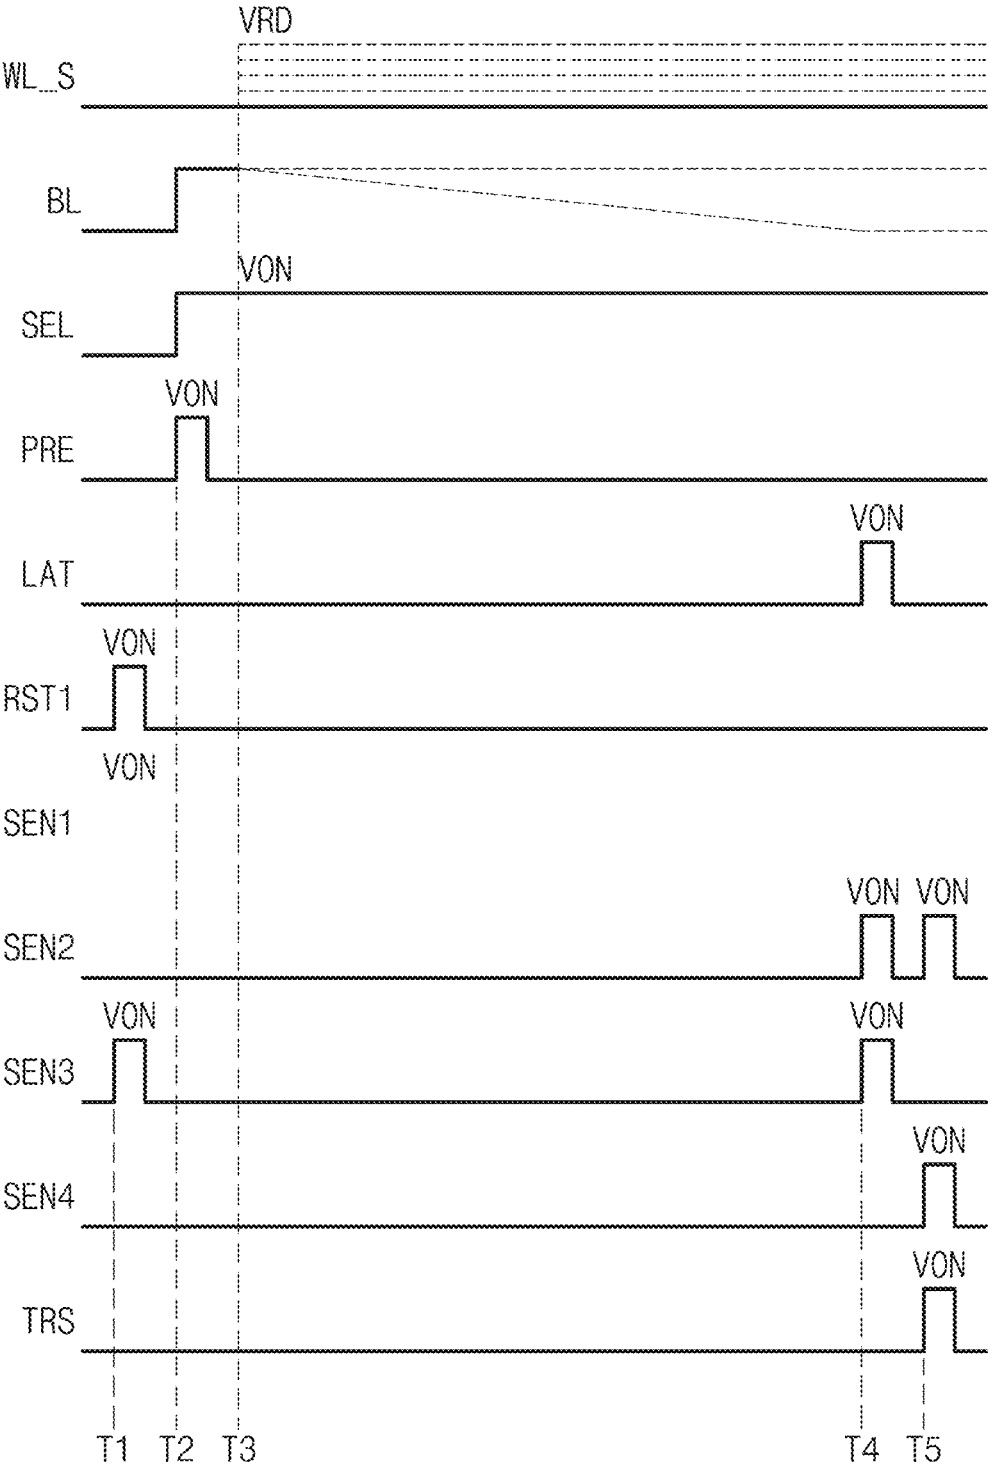 VRD
WL_S
BL
VON
SEL
VON
PRE
VON
LAT
VON
RST1
VON
SEN1
VON VON
SEN2
VON VON
SEN3
VON
SEN4
VON
TRS
T1 T2 T3 T4 T5